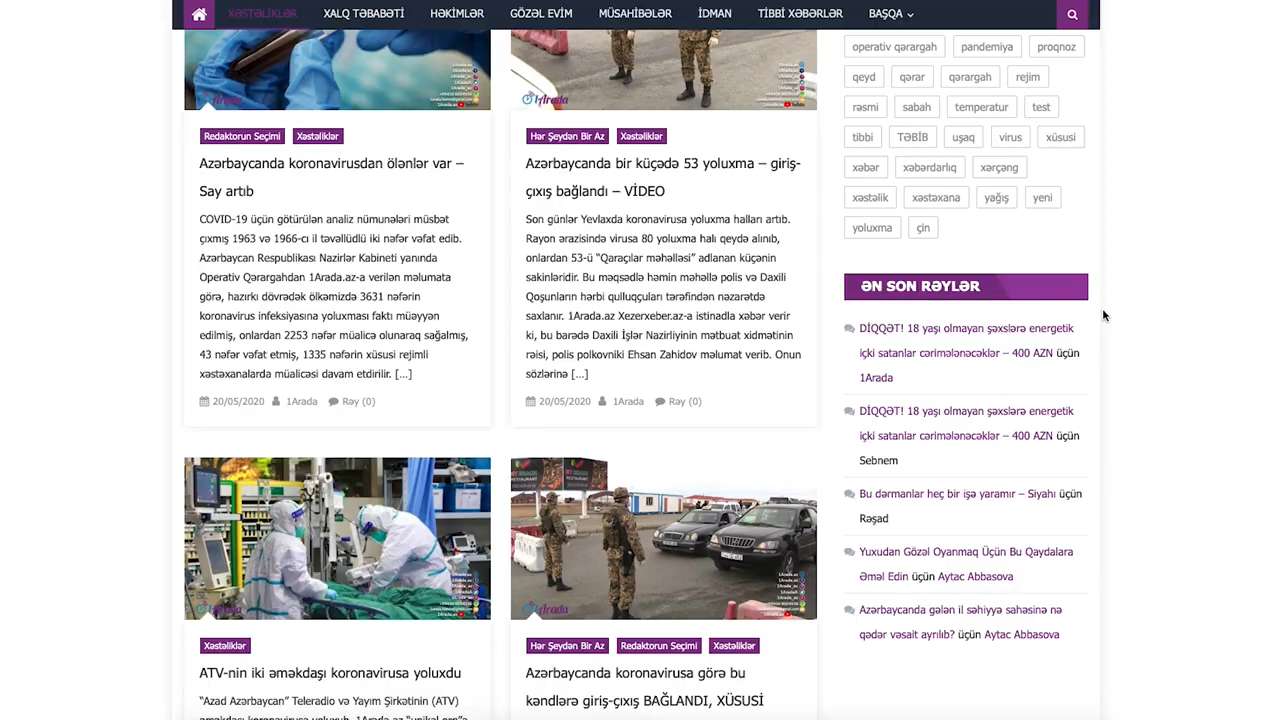 XƏSTƏLİKLƏR XALQ TƏBABƏTİ HƏKİMLƏR GÖZƏL EVİM MÜSAHİBƏLƏR İDMAN TİBBİ XƏBƏRLƏR BAŞQA
1Arada
Redaktorun Seçimi Xəstəliklər
Azərbaycanda koronavirusdan ölənlər var –
Say artıb
COVID-19 üçün götürülən analiz nümunələri müsbət
çıxmış 1963 və 1966-cı il təvəllüdlü iki nəfər vəfat edib.
Azərbaycan Respublikası Nazirlər Kabineti yanında
Operativ Qərargahdan 1Arada.az-a verilən məlumata
görə, hazırkı dövrədək ölkəmizdə 3631 nəfərin
koronavirus infeksiyasına yoluxması faktı müəyyən
edilmiş, onlardan 2253 nəfər müalicə olunaraq sağalmış,
43 nəfər vəfat etmiş, 1335 nəfərin xüsusi rejimli
xəstəxanalarda müalicəsi davam etdirilir. [...]
20/05/2020 1Arada Rəy (0)
Hər Şeydən Bir Az Xəstəliklər
Azərbaycanda bir küçədə 53 yoluxma – giriş-
çıxış bağlandı – VİDEO
Son günlər Yevlaxda koronavirusa yoluxma halları artıb.
Rayon ərazisində virusa 80 yoluxma halı qeydə alınıb,
onlardan 53-ü “Qaraçılar məhəlləsi” adlanan küçənin
sakinləridir. Bu məqsədlə həmin məhəllə polis və Daxili
Qoşunların hərbi qulluqçuları tərəfindən nəzarətdə
saxlanır. 1Arada.az Xezerxeber.az-a istinadla xəbər verir
ki, bu barədə Daxili İşlər Nazirliyinin mətbuat xidmətinin
rəisi, polis polkovniki Ehsan Zahidov məlumat verib. Onun
sözlərinə [...]
20/05/2020 1Arada Rəy (0)
Xəstəliklər
ATV-nin iki əməkdaşı koronavirusa yoluxdu
“Azad Azərbaycan” Teleradio və Yayım Şirkətinin (ATV)
əməkdaşı koronavirusa yoluxub. 1Arada.az “unikal.org”a
1Arada
Hər Şeydən Bir Az Redaktorun Seçimi Xəstəliklər
Azərbaycanda koronavirusa görə bu
kəndlərə giriş-çıxış BAĞLANDI, XÜSUSİ
operativ qərargah pandemiya proqnoz
qeyd qərar qərargah rejim
rəsmi sabah temperatur test
tibbi TƏBİB uşaq virus xüsusi
xəbər xəbərdarlıq xərçəng
xəstəlik xəstəxana yağış yeni
yoluxma çin
ƏN SON RƏYLƏR
DİQQƏT! 18 yaşı olmayan şəxslərə energetik
içki satanlar cərimələnəcəklər – 400 AZN üçün
1Arada
DİQQƏT! 18 yaşı olmayan şəxslərə energetik
içki satanlar cərimələnəcəklər – 400 AZN üçün
Sebnem
Bu dərmanlar heç bir işə yaramır – Siyahı üçün
Rəşad
Yuxudan Gözəl Oyanmaq Üçün Bu Qaydalara
Əməl Edin üçün Aytac Abbasova
Azərbaycanda gələn il səhiyyə sahəsinə nə
qədər vəsait ayrılıb? üçün Aytac Abbasova